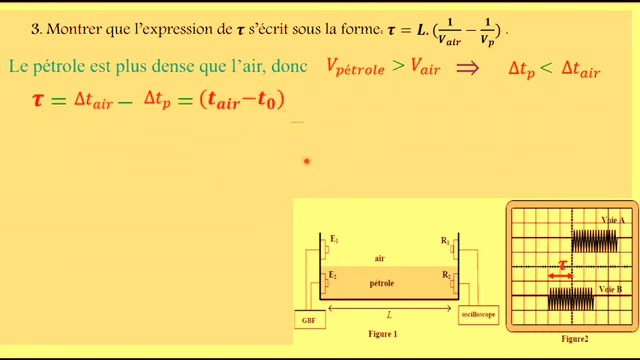 3. Montrer que l'expression de τ s'écrit sous la forme: τ = L. (1/V_air − 1/V_p) .
Le pétrole est plus dense que l'air, donc V_pétrole > V_air ⇒ Δt_p < Δt_air
τ = Δt_air − Δt_p = (t_air − t_0)
E₁
R₁
air
E₂
R₂
pétrole
GBF
L
oscilloscope
Figure 1
Voie A
τ
Voie B
Figure2